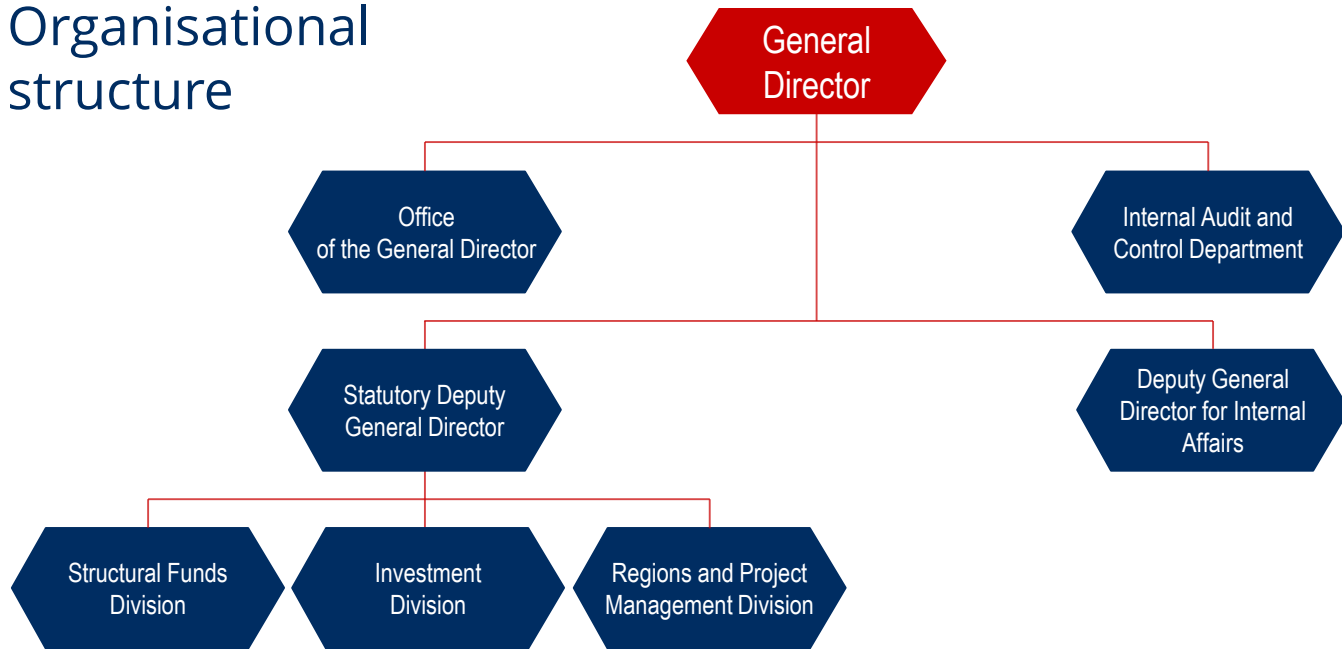 Organisational
structure
General
Director
Office
of the General Director
Internal Audit and
Control Department
Statutory Deputy
General Director
Deputy General
Director for Internal
Affairs
Structural Funds
Division
Investment
Division
Regions and Project
Management Division